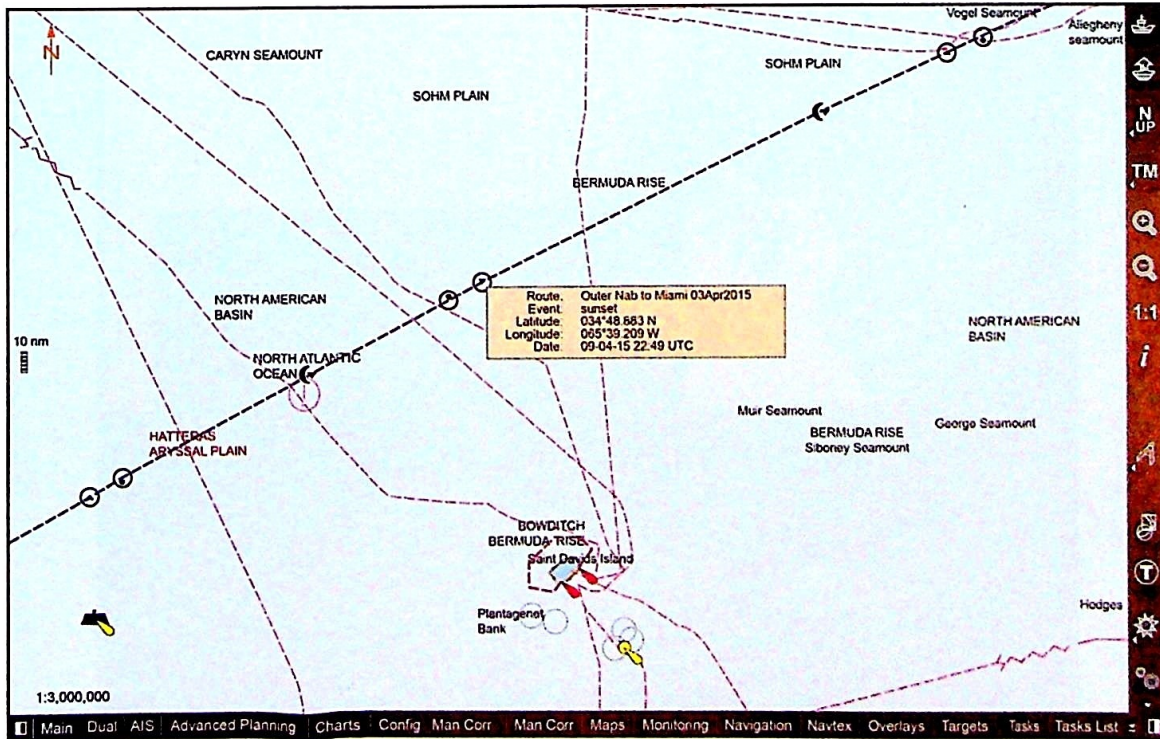 Vogel Seamount
Allegheny
seamount
CARYN SEAMOUNT
SOHM PLAIN
SOHM PLAIN
N
N
UP
TM
BERMUDA RISE
Route: Outer Nab to Miami 03Apr2015
Event: sunset
Latitude: 034°48.883 N
Longitude: 065°39.209 W
Date: 09-04-15 22:49 UTC
NORTH AMERICAN
BASIN
NORTH AMERICAN
BASIN
1:1
i
10 nm
NORTH ATLANTIC
OCEAN
HATTERAS
ABYSSAL PLAIN
Muir Seamount
BERMUDA RISE
George Seamount
Siboney Seamount
BOWDITCH
BERMUDA RISE
Saint Davids Island
Plantagenet
Bank
T
Hodges
1:3,000,000
Main Dual AIS Advanced Planning Charts Config Man Corr Man Corr Maps Monitoring Navigation Navtex Overlays Targets Tasks Tasks List